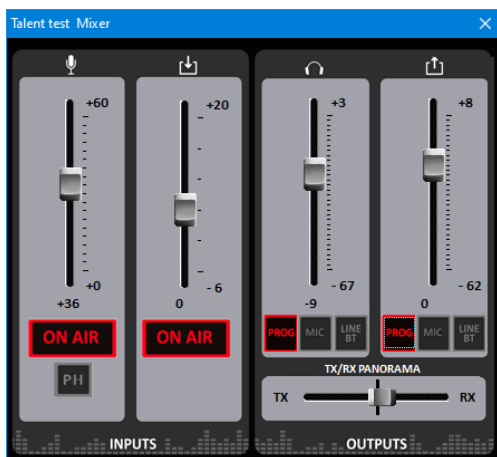 Talent test Mixer
+60
+0
+36
ON AIR
PH
+20
- 6
0
ON AIR
INPUTS
+3
- 67
-9
PROG
MIC
LINE
BT
+8
- 62
0
PROG
MIC
LINE
BT
TX/RX PANORAMA
TX
RX
OUTPUTS